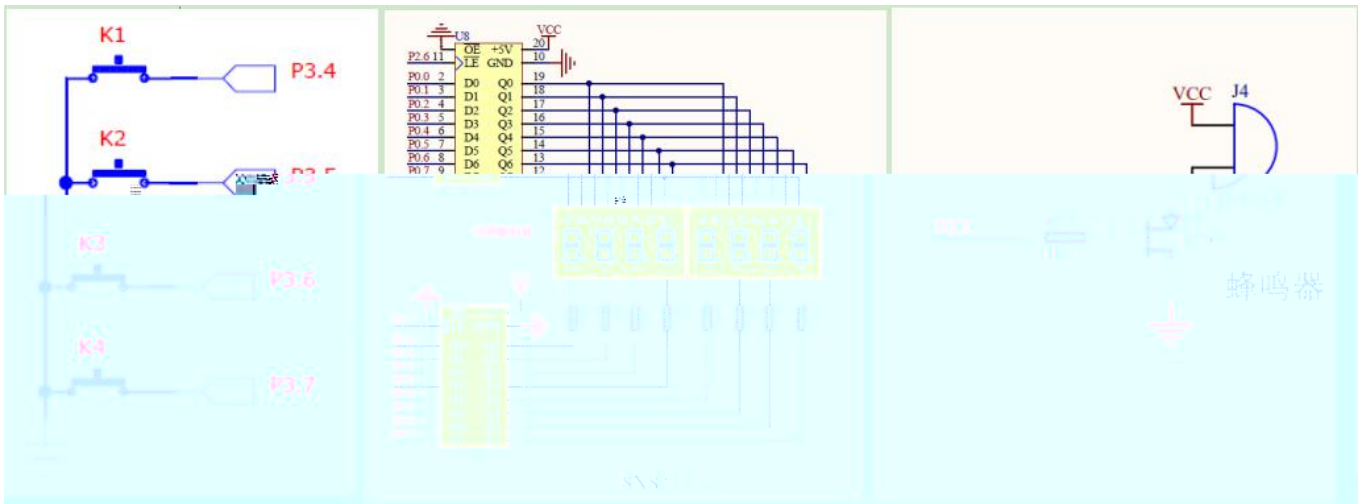 K1
P3.4
K2
K3
P3.6
K4
P3.7
U8
VCC
OE +5V 20
P2.6 11 LE GND 10
P0.0 2 D0 Q0 19
P0.1 3 D1 Q1 18
P0.2 4 D2 Q2 17
P0.3 5 D3 Q3 16
P0.4 6 D4 Q4 15
P0.5 7 D5 Q5 14
P0.6 8 D6 Q6 13
P0.7 9 12
VCC
J4
蜂鸣器